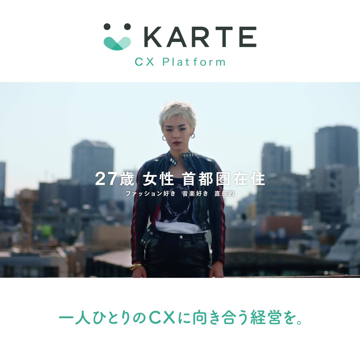 KARTE
CX Platform
27歳 女性 首都圏在住
ファッション好き 音楽好き
一人ひとりのCXに向き合う経営を。